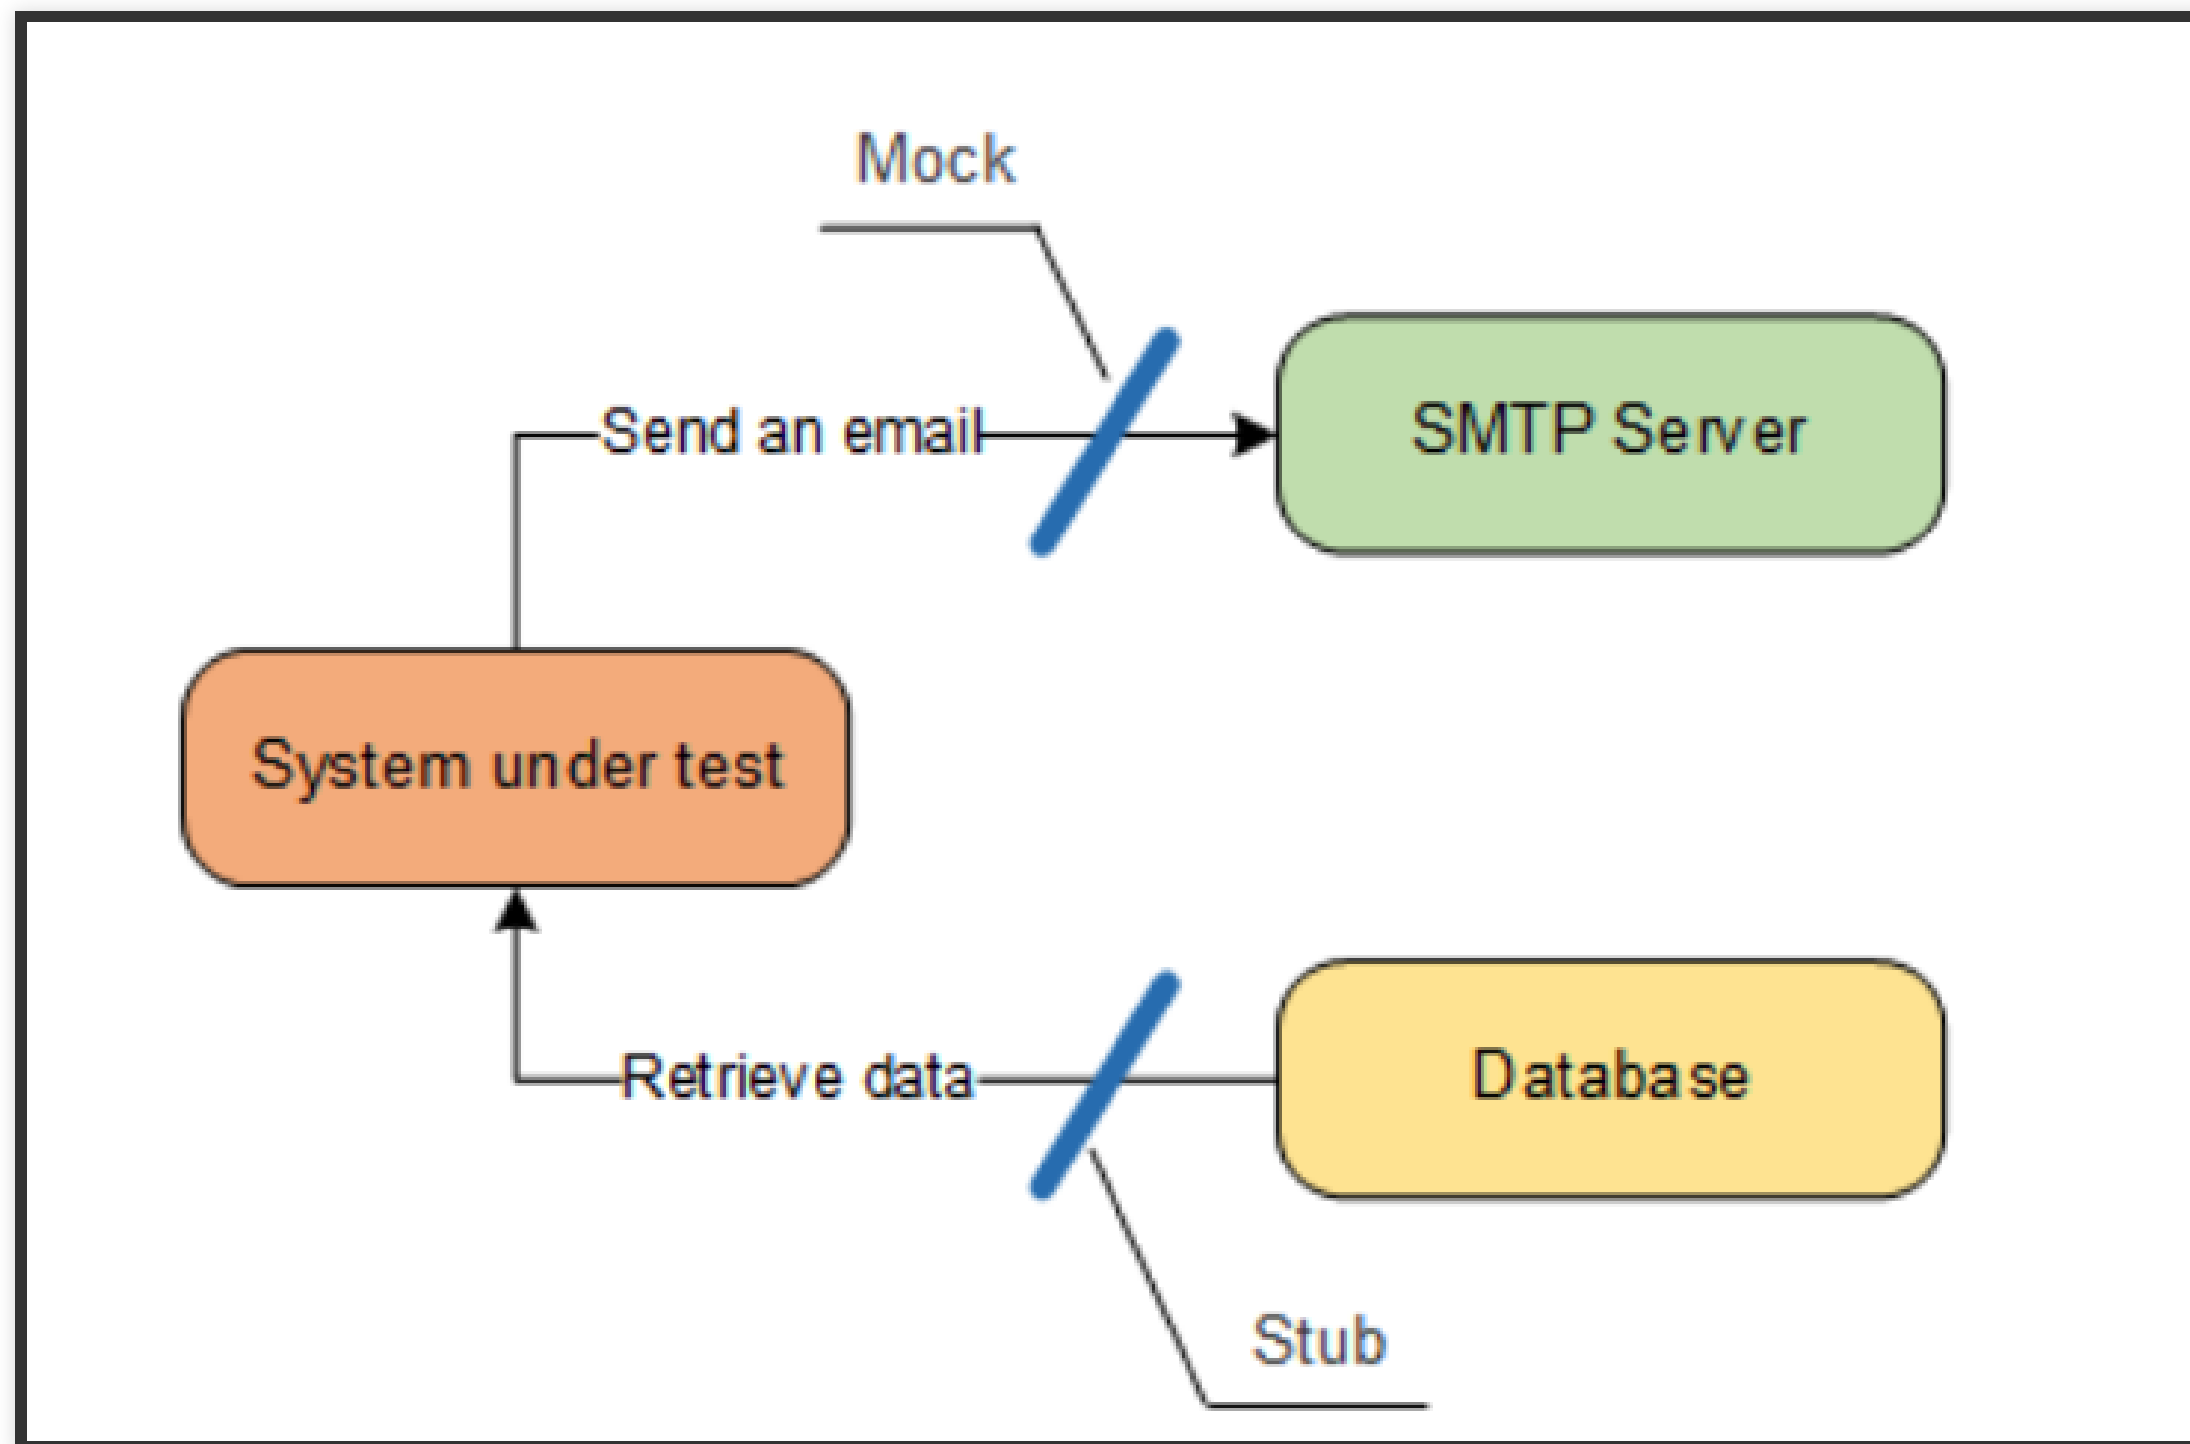 Mock
Send an email
SMTP Server
System under test
Retrieve data
Database
Stub